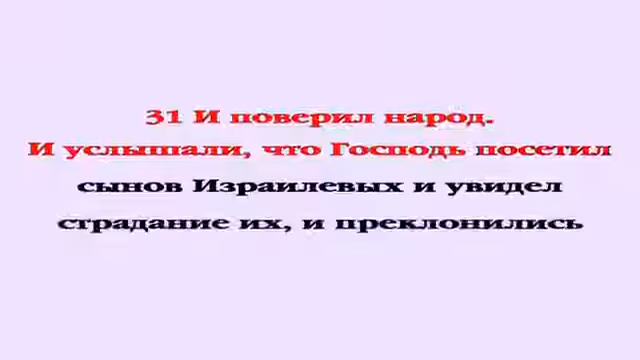 31 И поверил народ.
И услышали, что Господь посетил
сынов Израилевых и увидел
страдание их, и преклонились